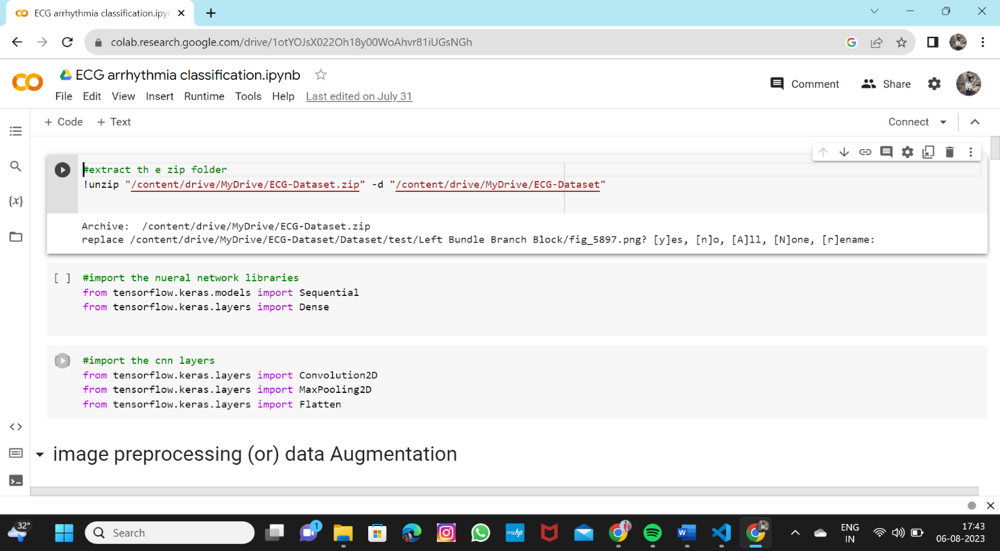 ECG arrhythmia classification.ipyn
colab.research.google.com/drive/1otYOJsX022Oh18y00WoAhvr81iUGsNGh
ECG arrhythmia classification.ipynb
File Edit View Insert Runtime Tools Help Last edited on July 31
Comment Share
+ Code + Text
Connect
#extract th e zip folder
!unzip "/content/drive/MyDrive/ECG-Dataset.zip" -d "/content/drive/MyDrive/ECG-Dataset"
Archive:  /content/drive/MyDrive/ECG-Dataset.zip
replace /content/drive/MyDrive/ECG-Dataset/Dataset/test/Left Bundle Branch Block/fig_5897.png? [y]es, [n]o, [A]ll, [N]one, [r]ename:
[ ] #import the nueral network libraries
from tensorflow.keras.models import Sequential
from tensorflow.keras.layers import Dense
#import the cnn layers
from tensorflow.keras.layers import Convolution2D
from tensorflow.keras.layers import MaxPooling2D
from tensorflow.keras.layers import Flatten
image preprocessing (or) data Augmentation
{x}
32°
Search
1
myhp
W
ENG
IN
17:43
06-08-2023